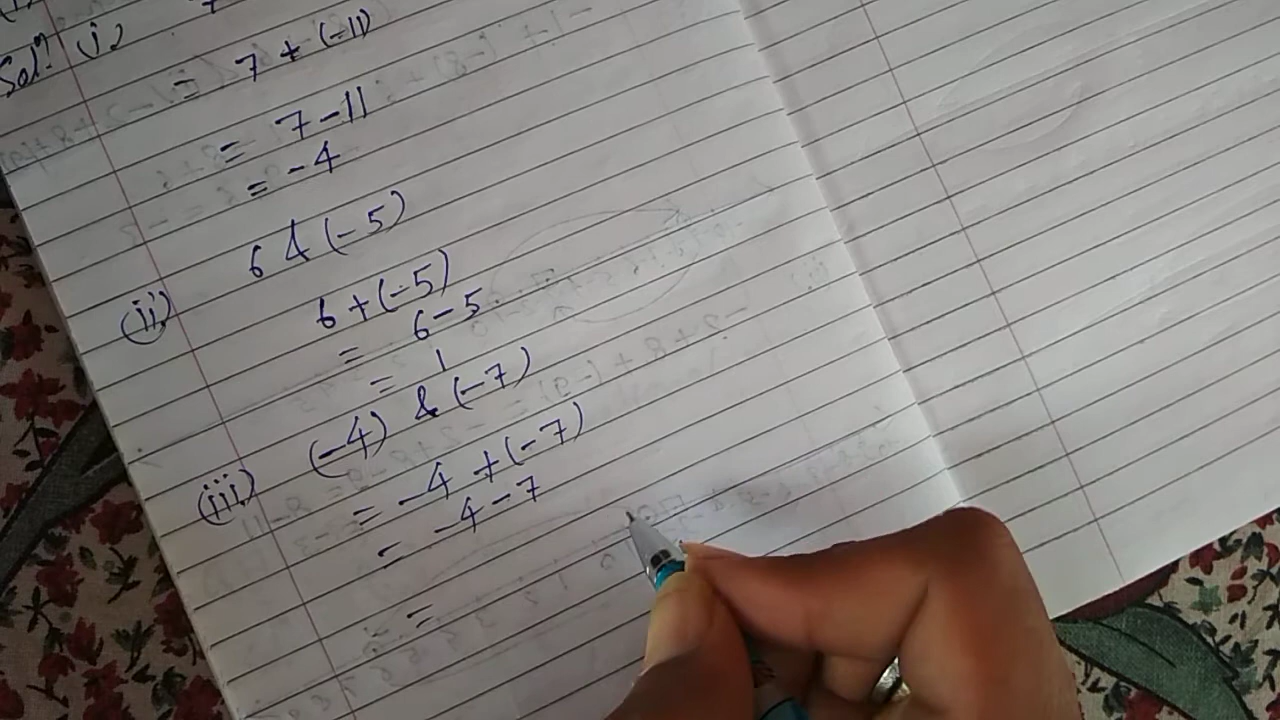 Solⁿ (i)
= 7 + (-11)
= 7 - 11
= -4
(ii) 6 & (-5)
6 + (-5)
= 6 - 5
= 1
(iii) (-4) & (-7)
= -4 + (-7)
= -4 - 7
=